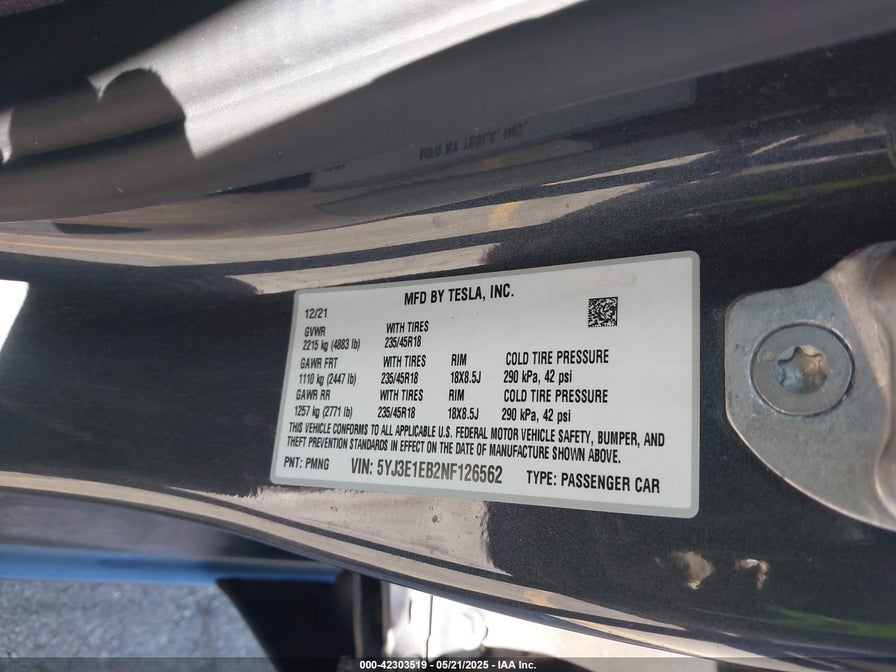 MFD BY TESLA, INC.
12/21
GVWR WITH TIRES
2215 kg (4883 lb) 235/45R18
GAWR FRT WITH TIRES RIM COLD TIRE PRESSURE
1110 kg (2447 lb) 235/45R18 18X8.5J 290 kPa, 42 psi
GAWR RR WITH TIRES RIM COLD TIRE PRESSURE
1257 kg (2771 lb) 235/45R18 18X8.5J 290 kPa, 42 psi
THIS VEHICLE CONFORMS TO ALL APPLICABLE U.S. FEDERAL MOTOR VEHICLE SAFETY, BUMPER, AND
THEFT PREVENTION STANDARDS IN EFFECT ON THE DATE OF MANUFACTURE SHOWN ABOVE.
PNT: PMNG VIN: 5YJ3E1EB2NF126562 TYPE: PASSENGER CAR
000-42303519 - 05/21/2025 - IAA Inc.